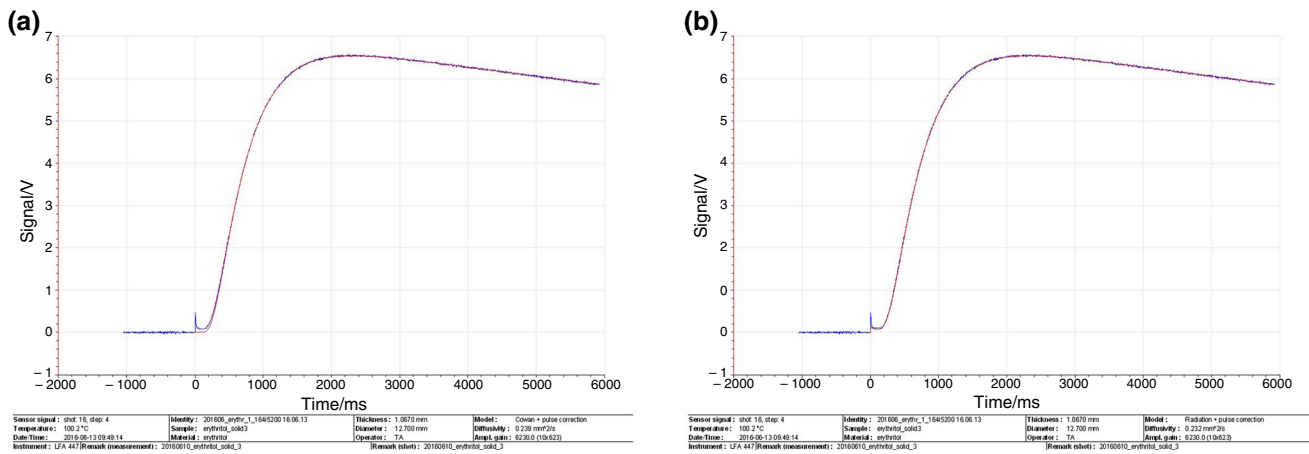 (a)
7
6
5
4
3
2
1
0
−1
Signal/V
−2000 −1000 0 1000 2000 3000 4000 5000 6000
Time/ms
Sensor signal: shot: 16, step: 4 Identity: 201606_erythr_1_164/5200 16.06.13 Thickness: 1.0670 mm Model: Cowan + pulse correction
Temperature: 100.2 °C Sample: erythritol_solid3 Diameter: 12.700 mm Diffusivity: 0.239 mm^2/s
Date/Time: 2016-06-13 09:49:14 Material: erythritol Operator: TA Ampl. gain: 6230.0 (10x623)
Instrument: LFA 447 Remark (measurement): 20160610_erythritol_solid_3 Remark (shot): 20160610_erythritol_solid_3
(b)
7
6
5
4
3
2
0
0
−1
Signal/V
−2000 −1000 0 1000 2000 3000 4000 5000 6000
Time/ms
Sensor signal: shot: 16, step: 4 Identity: 201606_erythr_1_164/5200 16.06.13 Thickness: 1.0670 mm Model: Radiation + pulse correction
Temperature: 100.2 °C Sample: erythritol_solid3 Diameter: 12.700 mm Diffusivity: 0.232 mm^2/s
Date/Time: 2016-06-13 09:49:14 Material: erythritol Operator: TA Ampl. gain: 6230.0 (10x623)
Instrument: LFA 447 Remark (measurement): 20160610_erythritol_solid_3 Remark (shot): 20160610_erythritol_solid_3